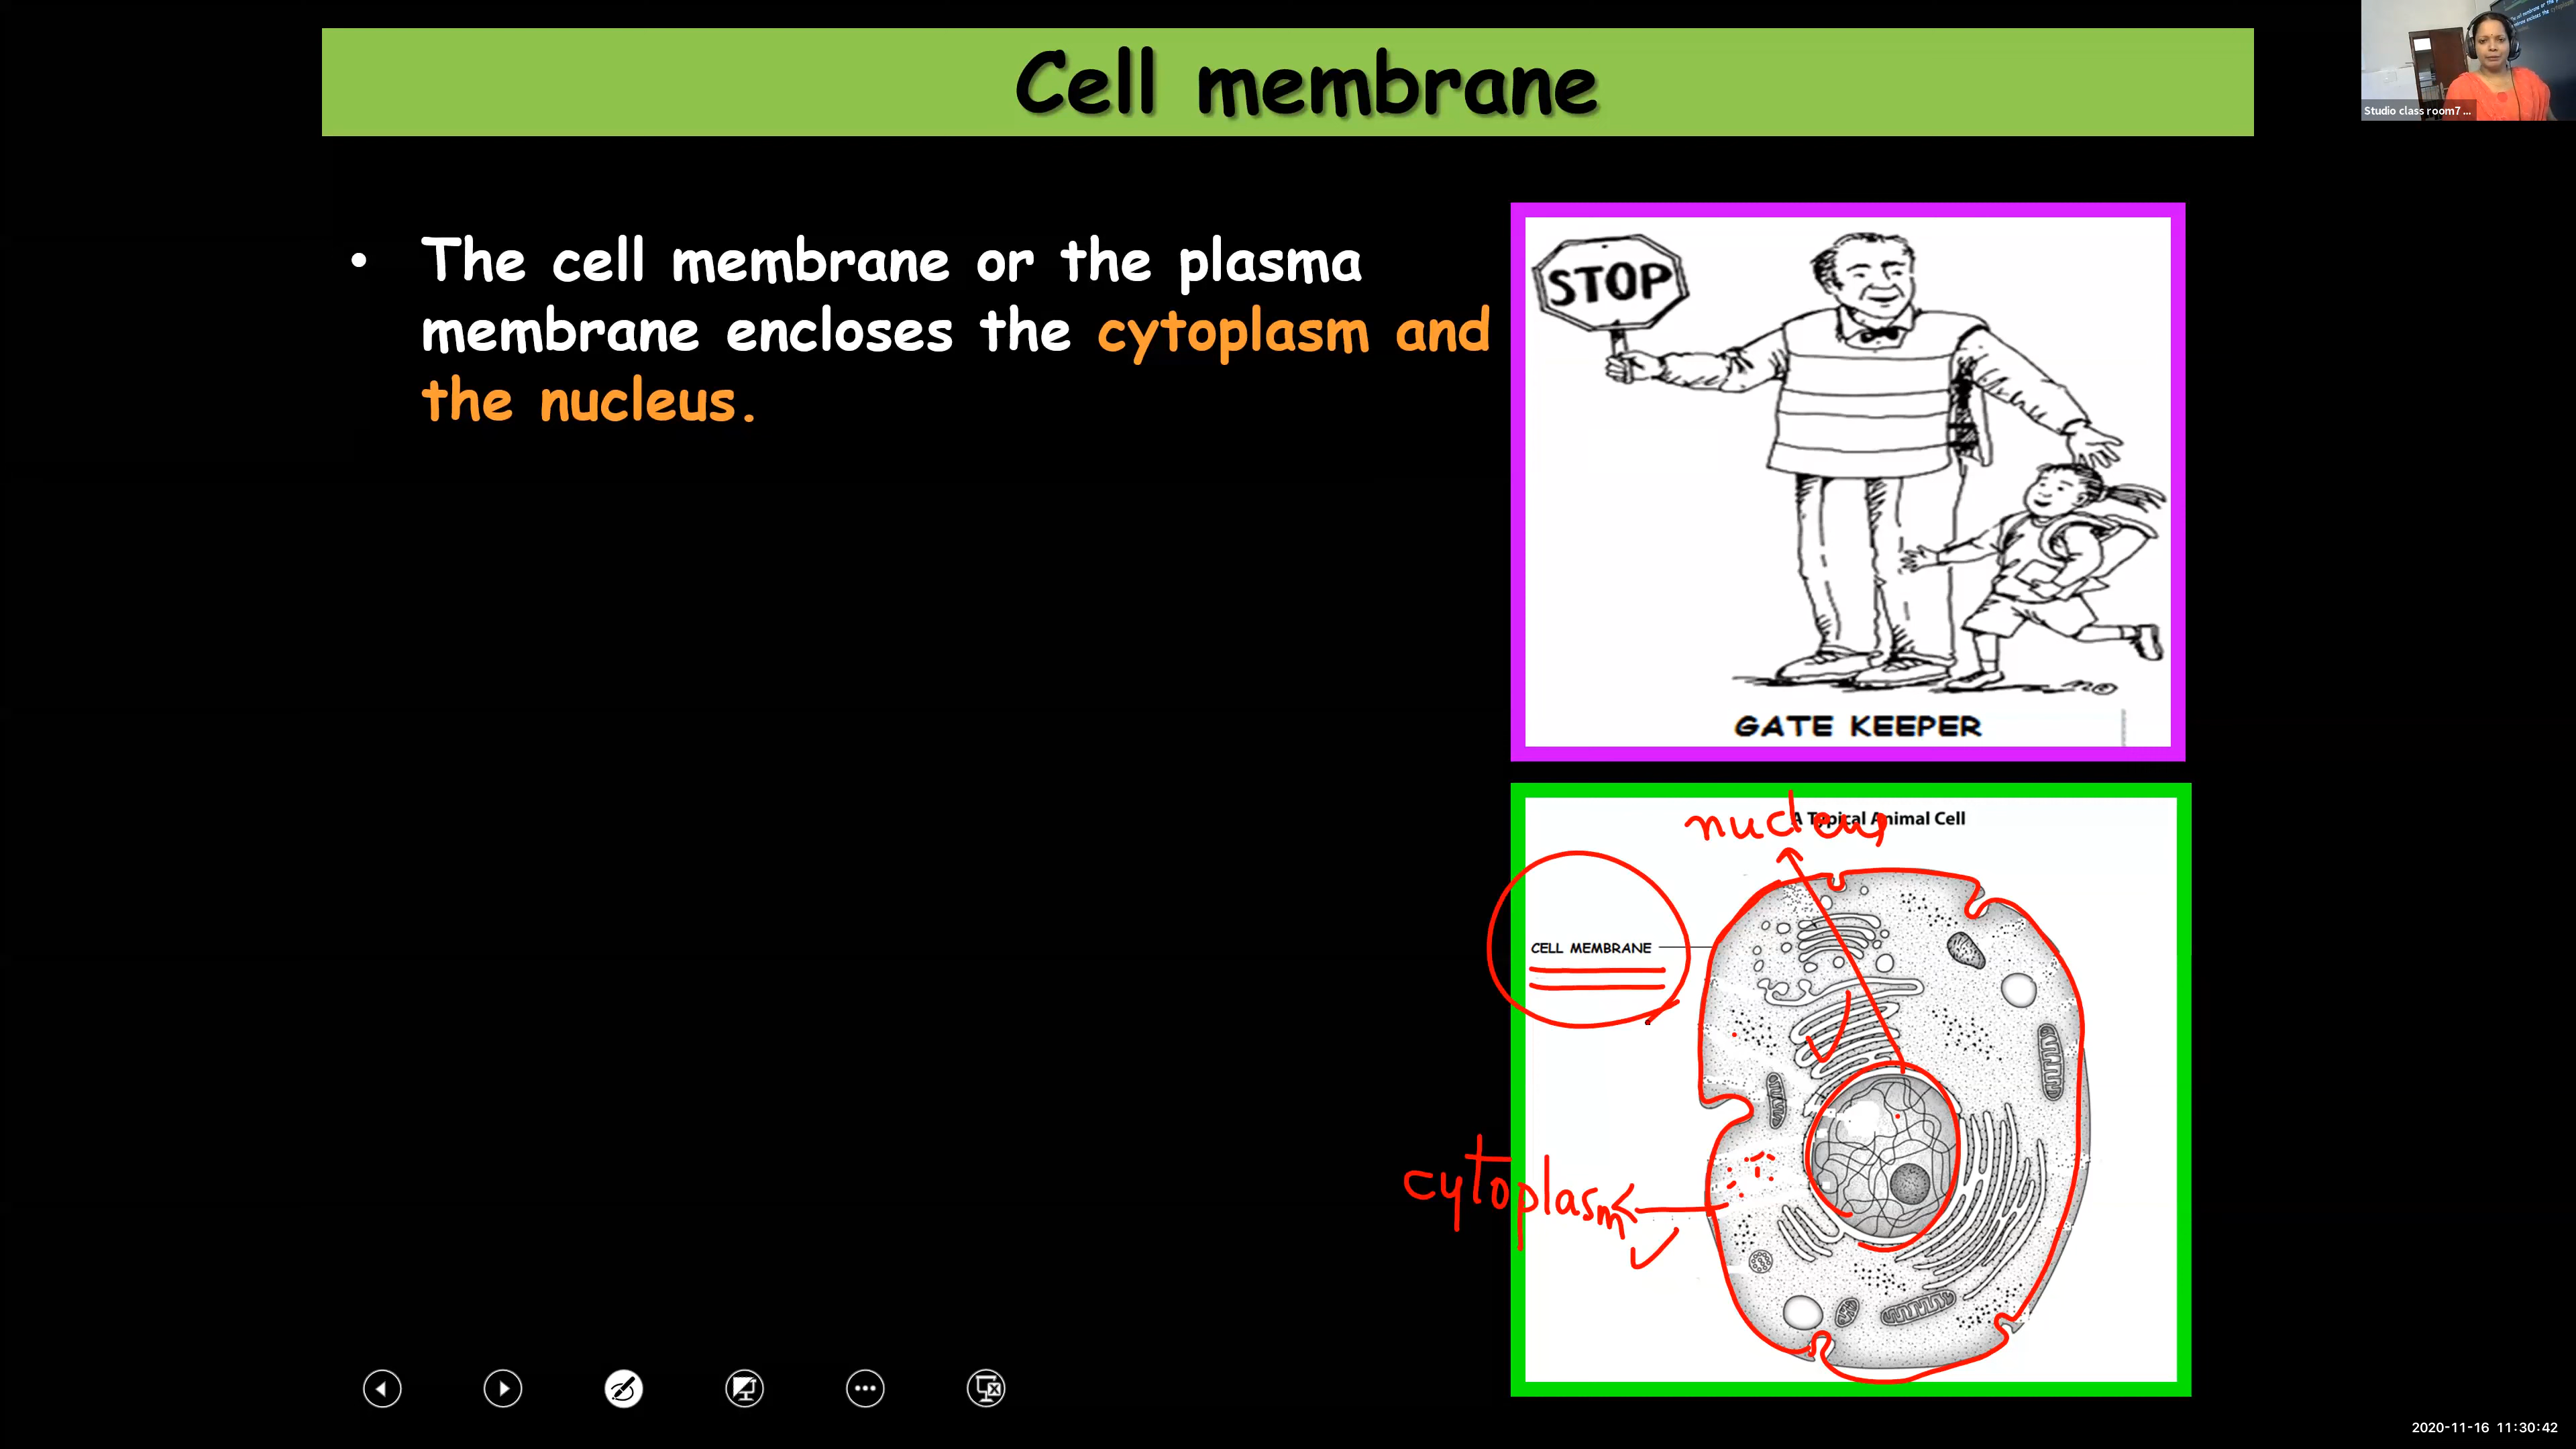 Cell membrane
Studio class room7 ...
• The cell membrane or the plasma
membrane encloses the cytoplasm and
the nucleus.
STOP
GATE KEEPER
A Typical Animal Cell
nucleus
CELL MEMBRANE
cytoplasm
2020-11-16 11:30:42